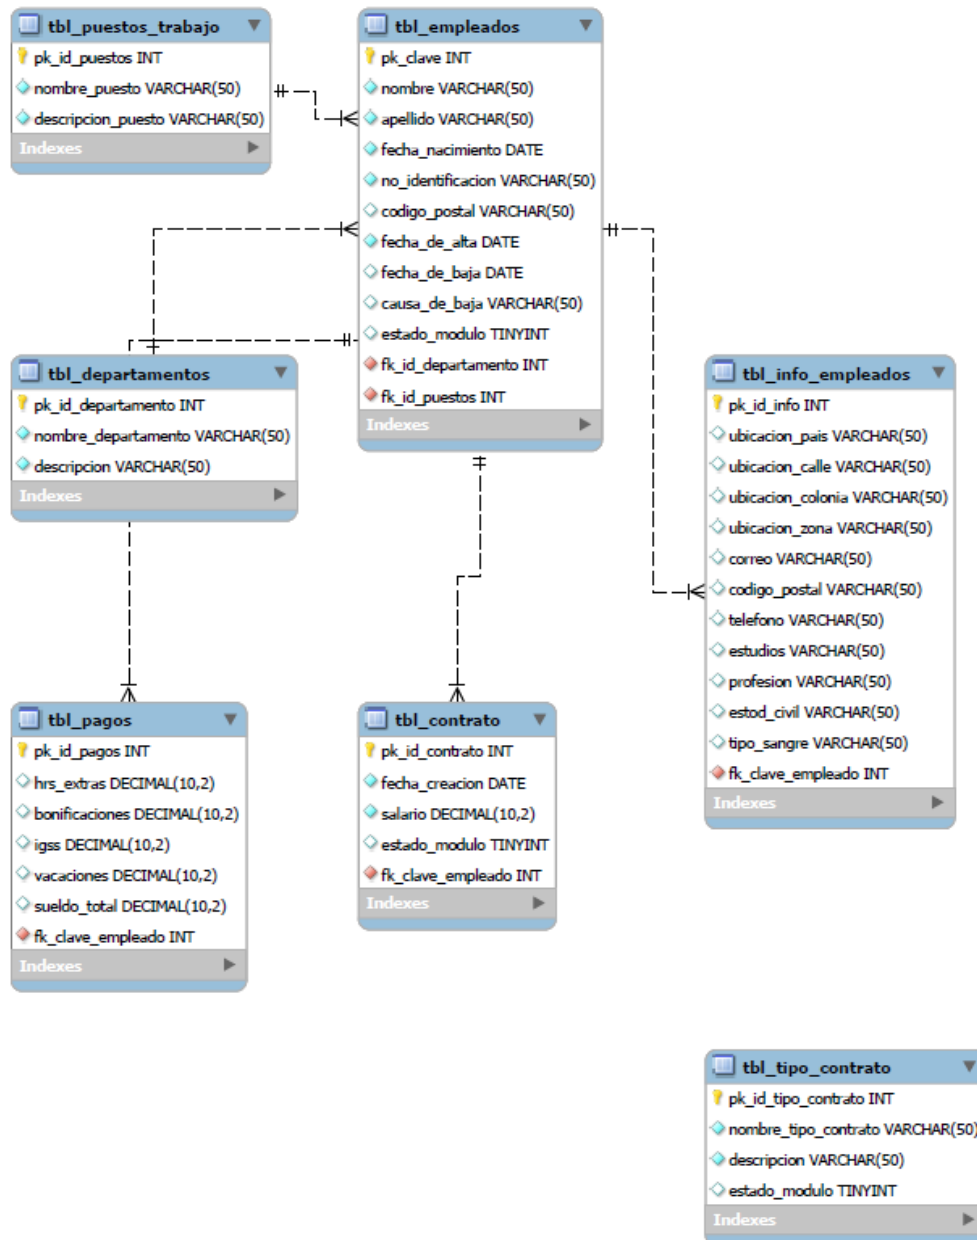 tbl_puestos_trabajo
pk_id_puestos INT
nombre_puesto VARCHAR(50)
descripcion_puesto VARCHAR(50)
Indexes
tbl_empleados
pk_clave INT
nombre VARCHAR(50)
apellido VARCHAR(50)
fecha_nacimiento DATE
no_identificacion VARCHAR(50)
codigo_postal VARCHAR(50)
fecha_de_alta DATE
fecha_de_baja DATE
causa_de_baja VARCHAR(50)
estado_modulo TINYINT
fk_id_departamento INT
fk_id_puestos INT
Indexes
tbl_departamentos
pk_id_departamento INT
nombre_departamento VARCHAR(50)
descripcion VARCHAR(50)
Indexes
tbl_info_empleados
pk_id_info INT
ubicacion_pais VARCHAR(50)
ubicacion_calle VARCHAR(50)
ubicacion_colonia VARCHAR(50)
ubicacion_zona VARCHAR(50)
correo VARCHAR(50)
codigo_postal VARCHAR(50)
telefono VARCHAR(50)
estudios VARCHAR(50)
profesion VARCHAR(50)
estod_civil VARCHAR(50)
tipo_sangre VARCHAR(50)
fk_clave_empleado INT
Indexes
tbl_pagos
pk_id_pagos INT
hrs_extras DECIMAL(10,2)
bonificaciones DECIMAL(10,2)
igss DECIMAL(10,2)
vacaciones DECIMAL(10,2)
sueldo_total DECIMAL(10,2)
fk_clave_empleado INT
Indexes
tbl_contrato
pk_id_contrato INT
fecha_creacion DATE
salario DECIMAL(10,2)
estado_modulo TINYINT
fk_clave_empleado INT
Indexes
tbl_tipo_contrato
pk_id_tipo_contrato INT
nombre_tipo_contrato VARCHAR(50)
descripcion VARCHAR(50)
estado_modulo TINYINT
Indexes